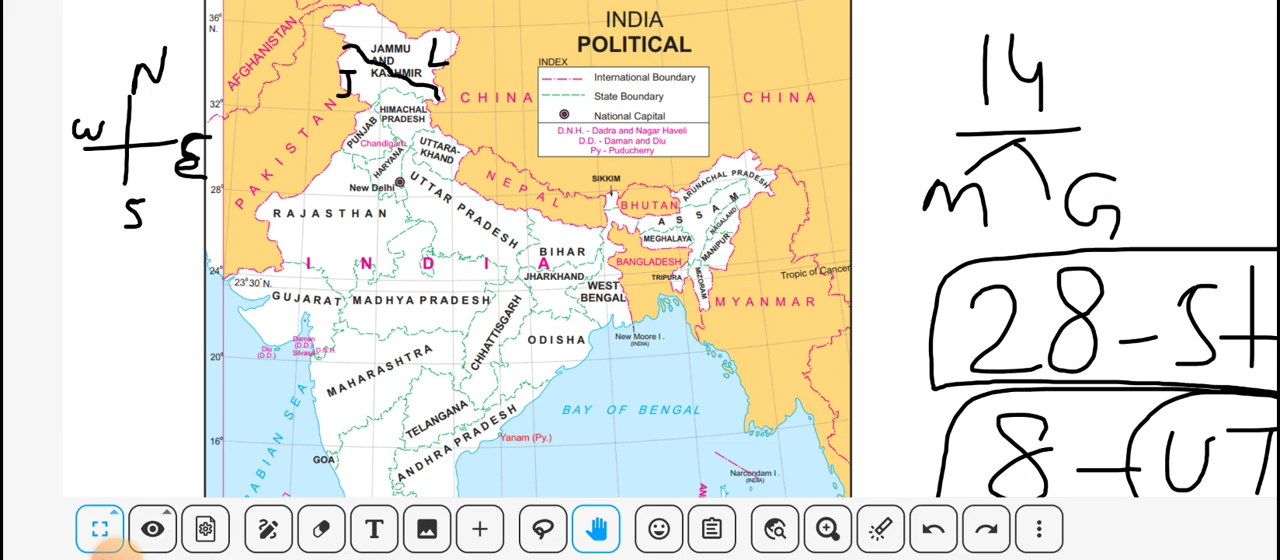 INDIA
POLITICAL
INDEX
International Boundary
State Boundary
National Capital
D.N.H. - Dadra and Nagar Haveli
D.D. - Daman and Diu
Py - Puducherry
36°
N.
32°
28°
24°
23°30' N.
20°
16°
AFGHANISTAN
PAKISTAN
CHINA
CHINA
NEPAL
BHUTAN
BANGLADESH
MYANMAR
Tropic of Cancer
JAMMU
AND
KASHMIR
J
L
HIMACHAL
PRADESH
PUNJAB
Chandigarh
UTTARA-
KHAND
HARYANA
New Delhi
RAJASTHAN
UTTAR PRADESH
SIKKIM
ARUNACHAL PRADESH
ASSAM
NAGALAND
MEGHALAYA
MANIPUR
TRIPURA
MIZORAM
BIHAR
INDIA
JHARKHAND
WEST
BENGAL
GUJARAT
MADHYA PRADESH
CHHATTISGARH
ODISHA
Daman
(D.D.)
Silvasa
D.N.H.
Diu
(D.D.)
MAHARASHTRA
TELANGANA
ANDHRA PRADESH
GOA
Yanam (Py.)
New Moore I.
(INDIA)
BAY OF BENGAL
Narcondam I.
(INDIA)
ABIAN SEA
AN
N
W
E
S
14
M G
28 - St
8 - UT
T